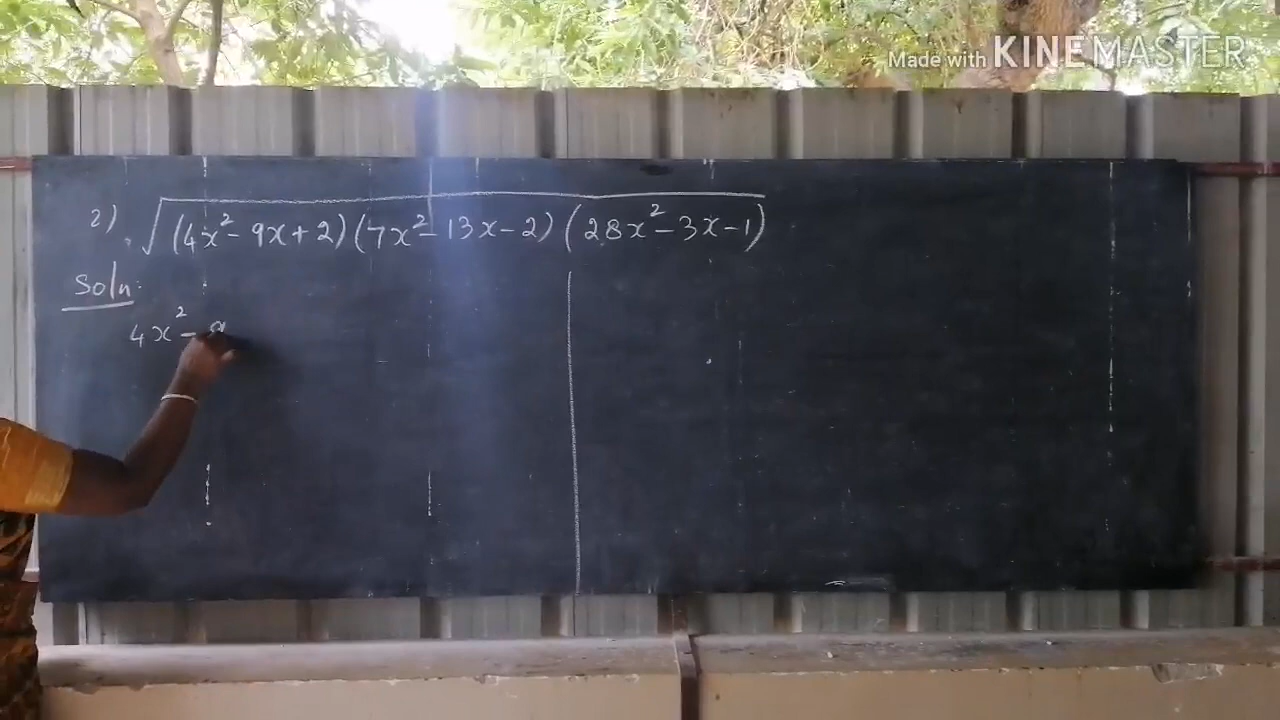 Made with KINEMASTER
2) √(4x² - 9x + 2) (7x² - 13x - 2) (28x² - 3x - 1)
Soln.
4x² - 9